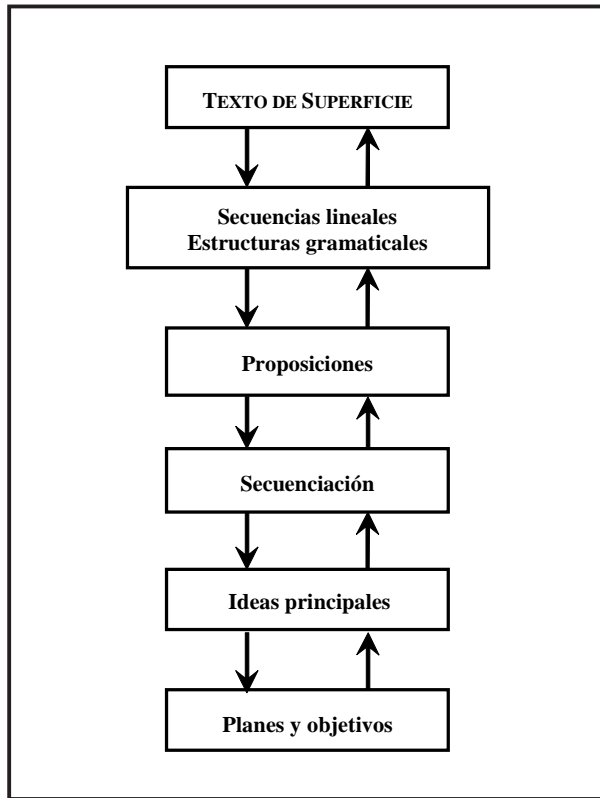 TEXTO DE SUPERFICIE
Secuencias lineales
Estructuras gramaticales
Proposiciones
Secuenciación
Ideas principales
Planes y objetivos